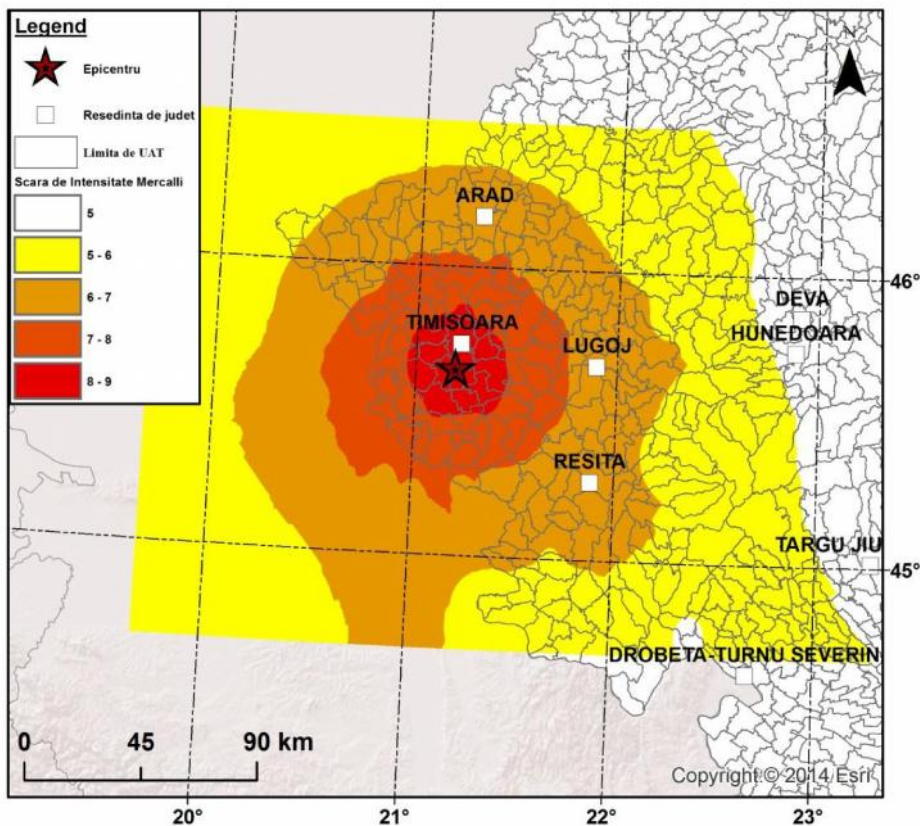 Legend
Epicentru
Resedinta de judet
Limita de UAT
Scara de Intensitate Mercalli
5
5 - 6
6 - 7
7 - 8
8 - 9
N
ARAD
46°
DEVA
TIMISOARA
HUNEDOARA
LUGOJ
RESITA
TARGU JIU
45°
DROBETA-TURNU SEVERIN
0 45 90 km
Copyright:© 2014 Esri
20° 21° 22° 23°